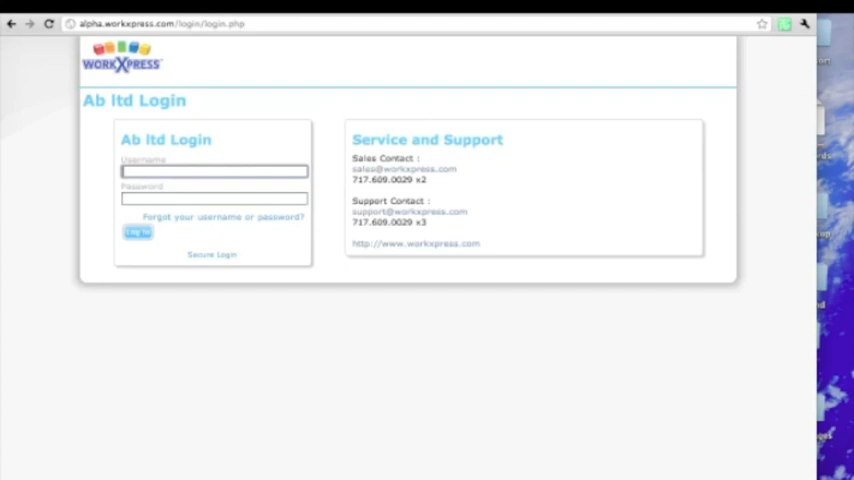 alpha.workxpress.com/login/login.php
WORKXPRESS
Ab ltd Login
Ab ltd Login
Username
Password
Forgot your username or password?
Log In
Secure Login
Service and Support
Sales Contact :
sales@workxpress.com
717.609.0029 x2
Support Contact :
support@workxpress.com
717.609.0029 x3
http://www.workxpress.com